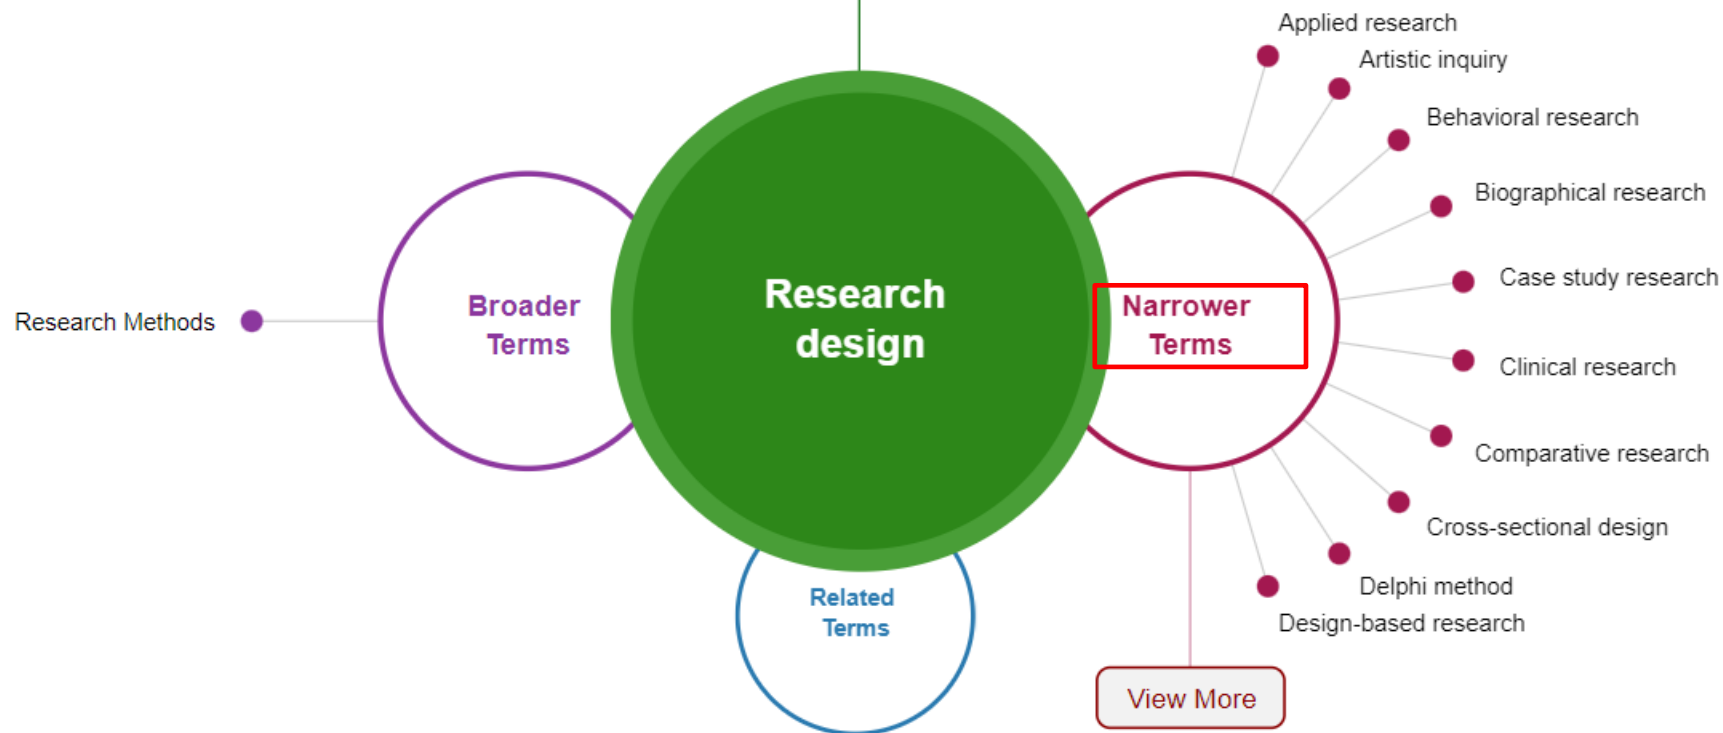 Research Methods
Broader
Terms
Research
design
Related
Terms
Narrower
Terms
Applied research
Artistic inquiry
Behavioral research
Biographical research
Case study research
Clinical research
Comparative research
Cross-sectional design
Delphi method
Design-based research
View More